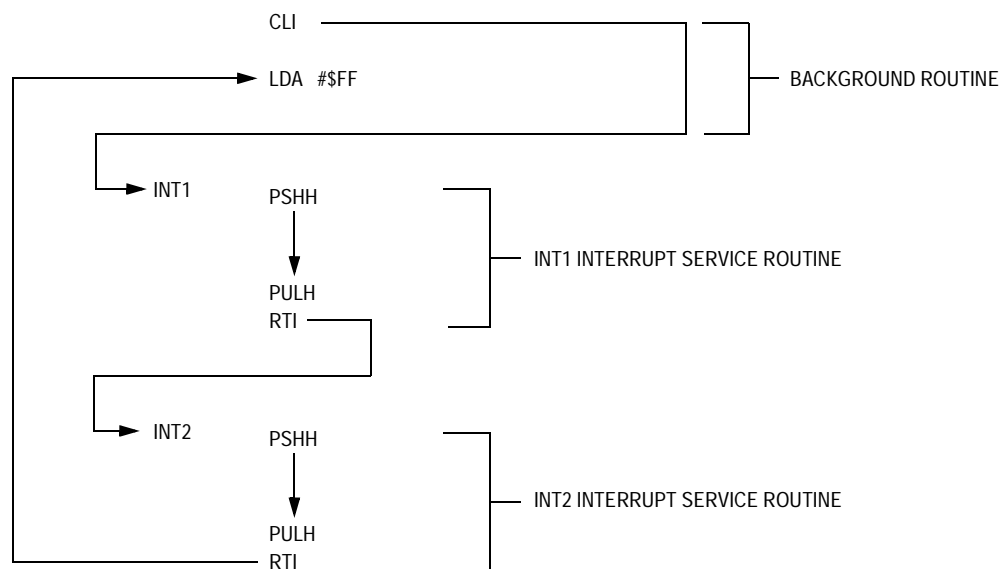 CLI
LDA #$FF
BACKGROUND ROUTINE
INT1
PSHH
INT1 INTERRUPT SERVICE ROUTINE
PULH
RTI
INT2
PSHH
INT2 INTERRUPT SERVICE ROUTINE
PULH
RTI